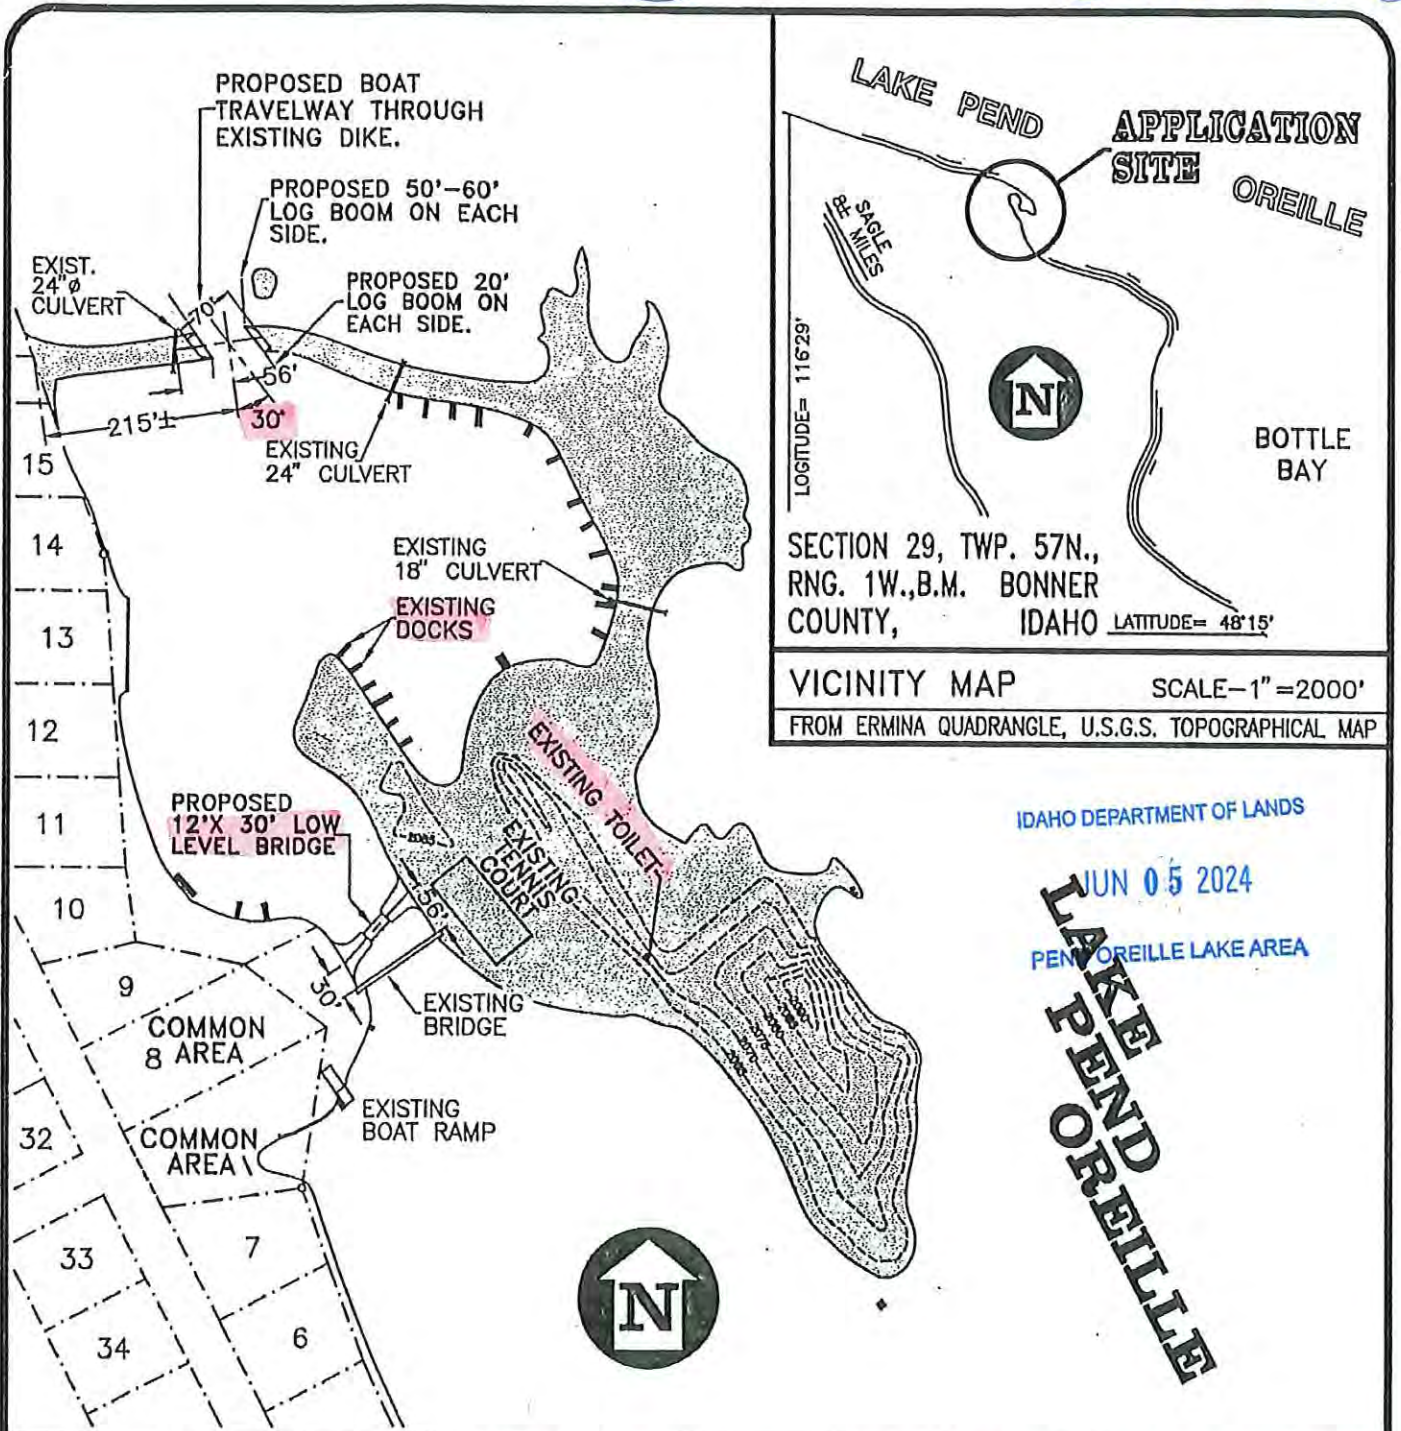 PROPOSED BOAT
TRAVELWAY THROUGH
EXISTING DIKE.
PROPOSED 50'-60'
LOG BOOM ON EACH
SIDE.
EXIST.
24"ø
CULVERT
PROPOSED 20'
LOG BOOM ON
EACH SIDE.
70'
56'
215'±
30'
EXISTING
24" CULVERT
15
14
EXISTING
18" CULVERT
EXISTING
DOCKS
13
12
EXISTING TOILET
PROPOSED
12'X 30' LOW
LEVEL BRIDGE
11
2065
EXISTING
TENNIS
COURT
156'
10
9
30'
EXISTING
BRIDGE
COMMON
8 AREA
EXISTING
BOAT RAMP
COMMON
AREA
32
33
7
34
6
2075
2070
2065
N
LAKE PEND
OREILLE
APPLICATION
SITE
SAGLE
8± MILES
LOGITUDE= 116°29'
N
BOTTLE
BAY
SECTION 29, TWP. 57N.,
RNG. 1W.,B.M. BONNER
COUNTY, IDAHO
LATITUDE= 48°15'
VICINITY MAP SCALE-1"=2000'
FROM ERMINA QUADRANGLE, U.S.G.S. TOPOGRAPHICAL MAP
IDAHO DEPARTMENT OF LANDS
JUN 05 2024
PEND OREILLE LAKE AREA
LAKE
PEND
OREILLE